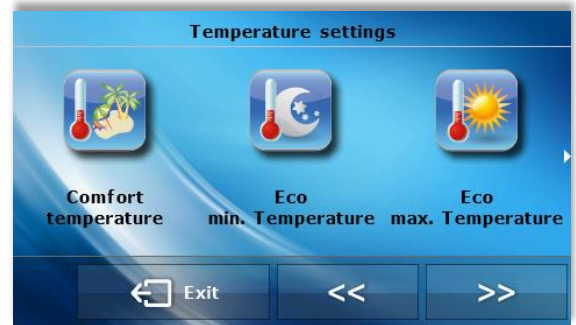 Temperature settings
Comfort
temperature
Eco
min. Temperature
Eco
max. Temperature
Exit
<<
>>